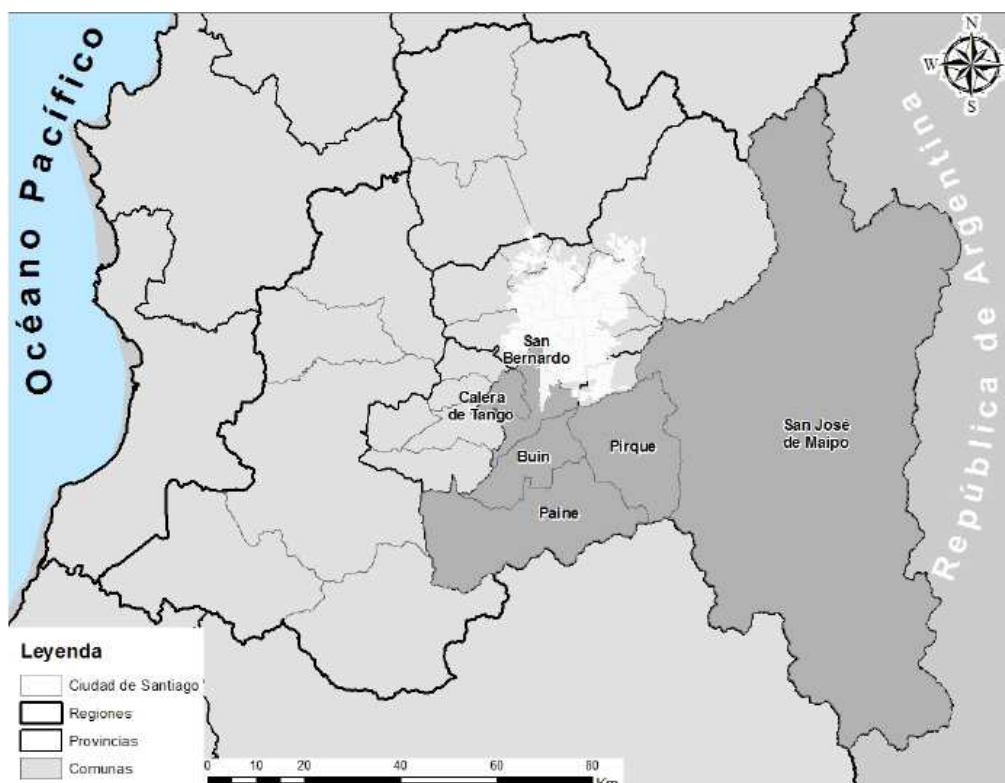 Océano Pacífico
N
W
S
República de Argentina
San
Bernardo
Calera
de Tango
Buin
Pirque
San José
de Maipo
Paine
Leyenda
Ciudad de Santiago
Regiones
Provincias
Comunas
0 10 20 40 60 80
Km